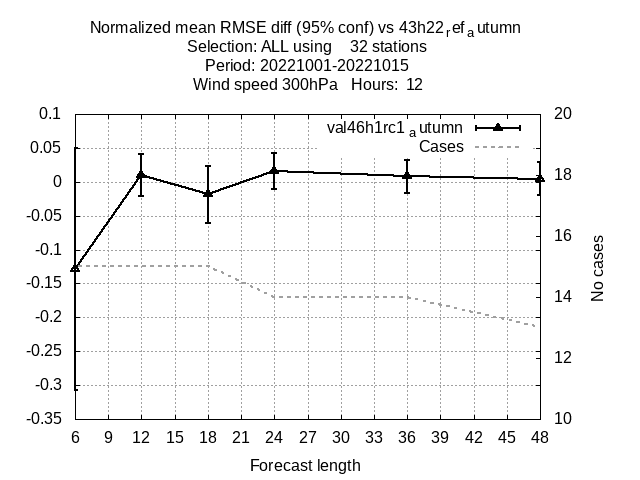 Normalized mean RMSE diff (95% conf) vs 43h22refautumn
Selection: ALL using 32 stations
Period: 20221001-20221015
Wind speed 300hPa Hours: 12
val46h1rc1autumn
Cases
0.1
0.05
0
-0.05
-0.1
-0.15
-0.2
-0.25
-0.3
-0.35
20
18
16
14
12
10
No cases
6 9 12 15 18 21 24 27 30 33 36 39 42 45 48
Forecast length